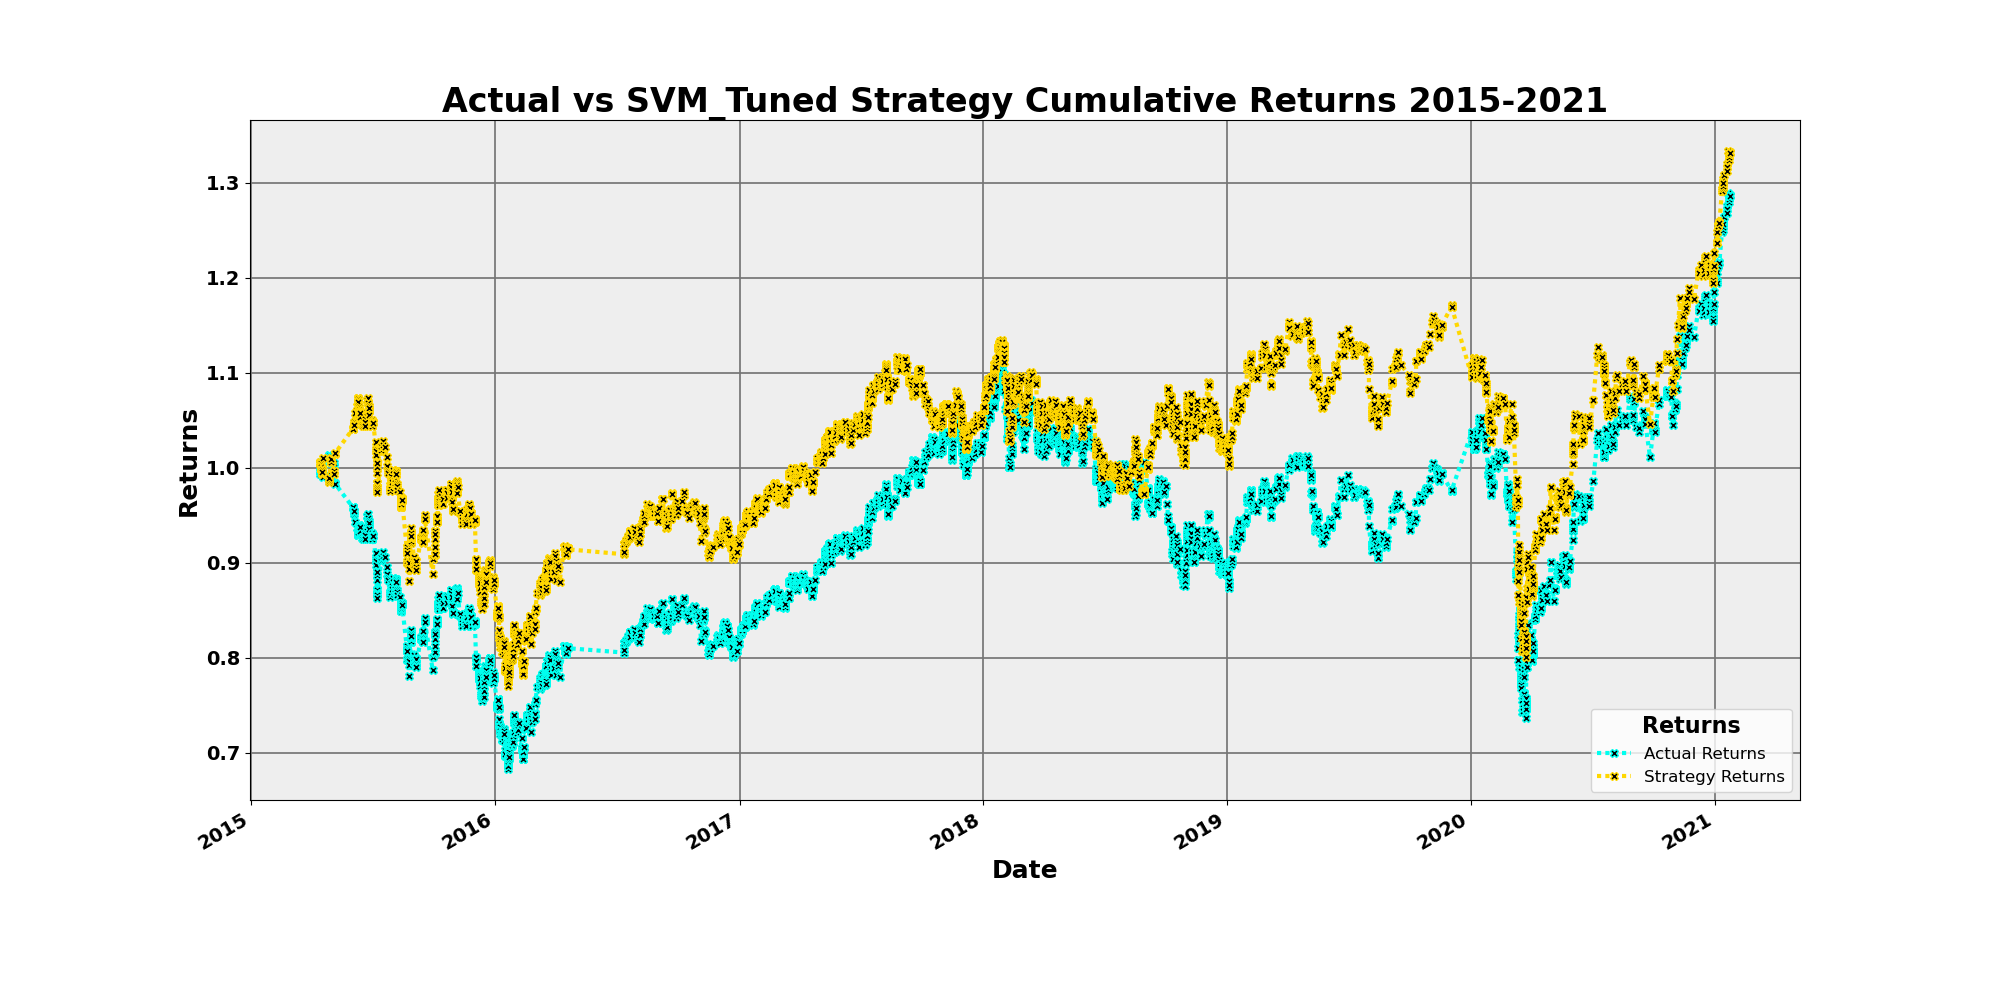 Actual vs SVM_Tuned Strategy Cumulative Returns 2015-2021
Returns
1.3
1.2
1.1
1.0
0.9
0.8
0.7
Returns
Actual Returns
Strategy Returns
2015
2016
2017
2018
2019
2020
2021
Date